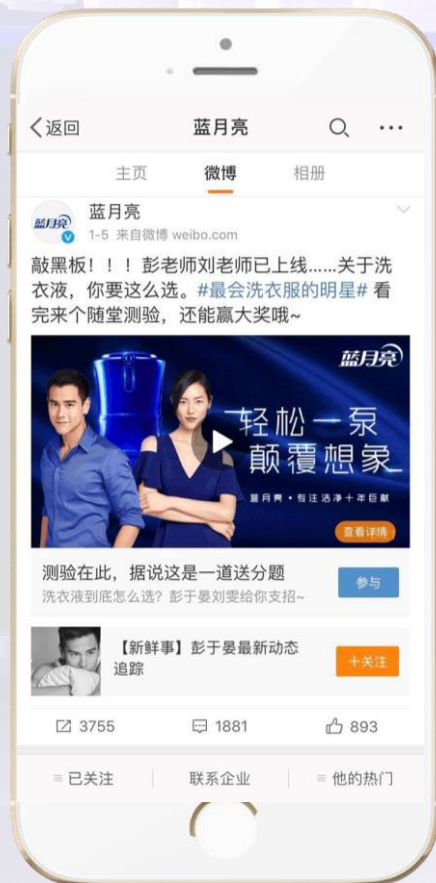 返回
蓝月亮
主页
微博
相册
蓝月亮
蓝月亮
1-5 来自微博 weibo.com
敲黑板！！！彭老师刘老师已上线……关于洗
衣液，你要这么选。#最会洗衣服的明星# 看
完来个随堂测验，还能赢大奖哦~
蓝月亮
轻松一泵
颠覆想象
蓝月亮·专注洁净十年巨献
查看详情
测验在此，据说这是一道送分题
洗衣液到底怎么选？彭于晏刘雯给你支招~
参与
【新鲜事】彭于晏最新动态
追踪
＋关注
3755
1881
893
已关注
联系企业
他的热门